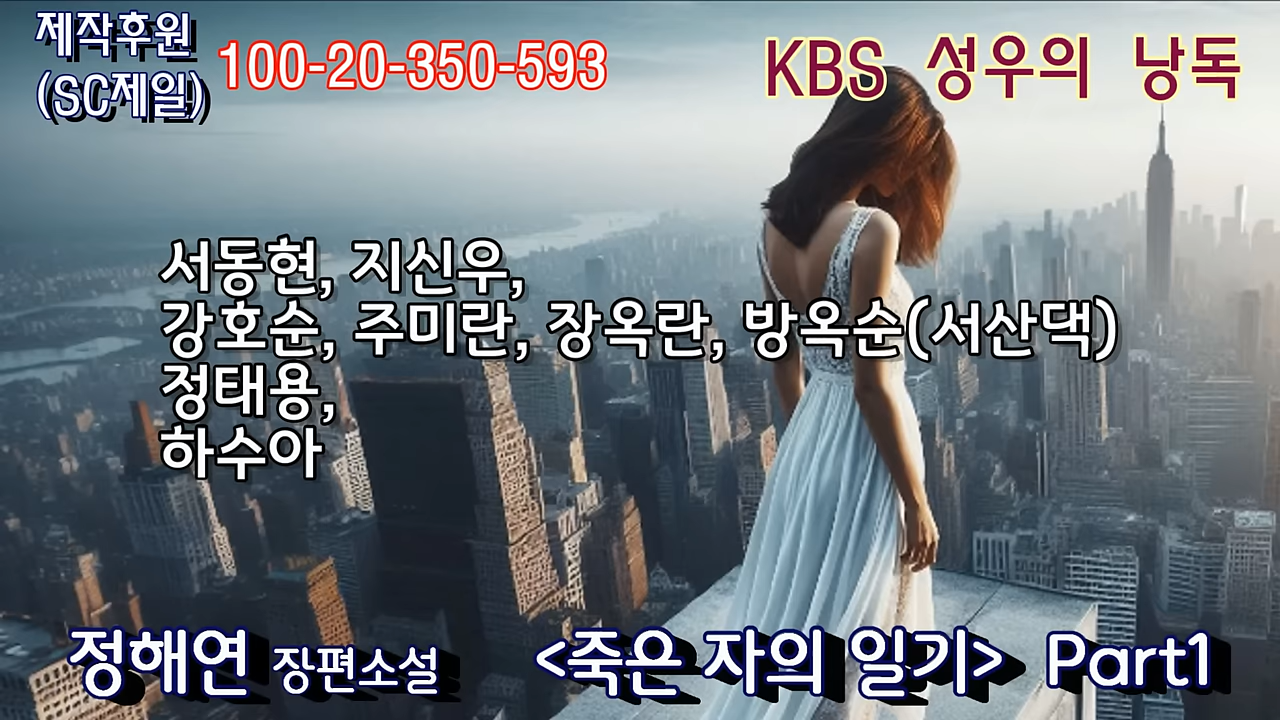 제작후원
(SC제일)
100-20-350-593
KBS 성우의 낭독
서동현, 지신우,
강호순, 주미란, 장옥란, 방옥순(서산댁)
정태용,
하수아
정해연 장편소설 <죽은 자의 일기> Part1